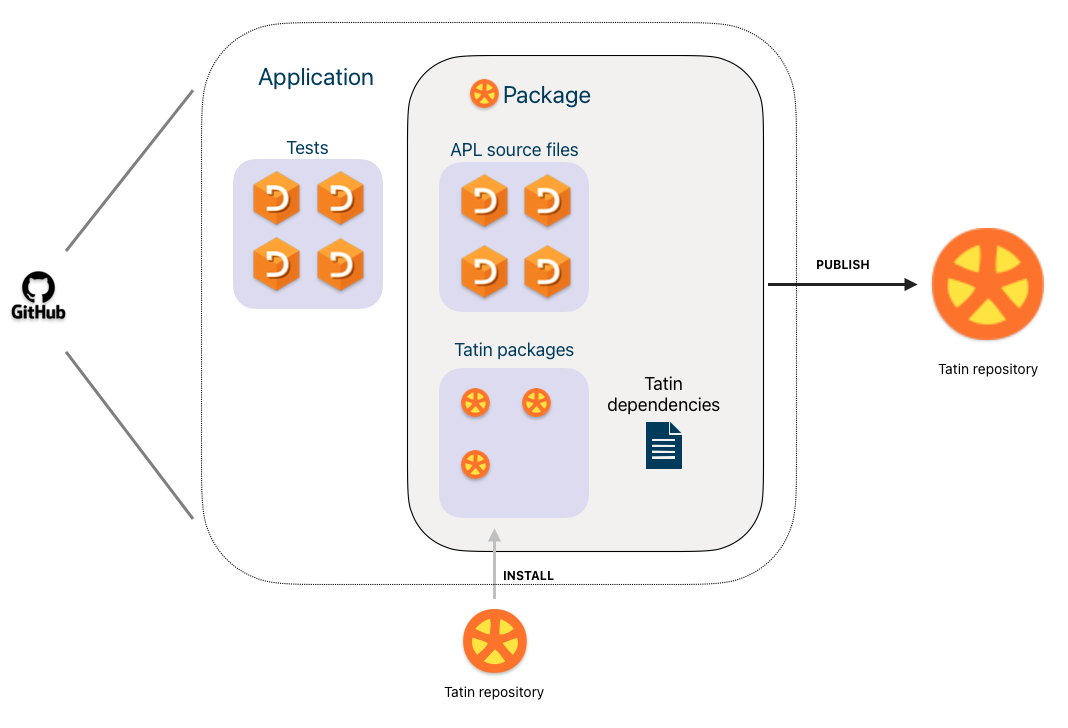 Application
Package
Tests
APL source files
GitHub
PUBLISH
Tatin packages
Tatin repository
Tatin
dependencies
INSTALL
Tatin repository